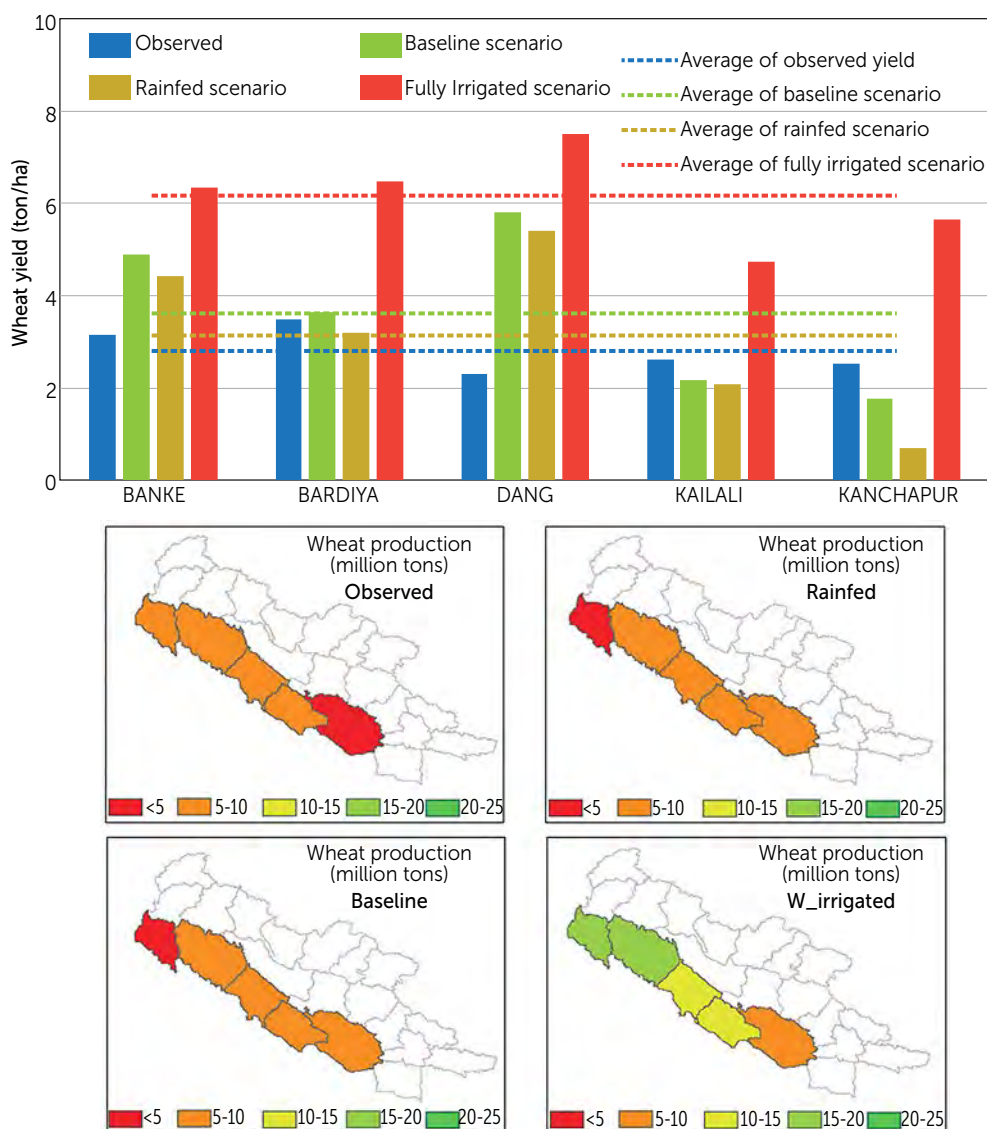 Wheat yield (ton/ha)
10
8
6
4
2
0
Observed
Baseline scenario
Rainfed scenario
Fully Irrigated scenario
Average of observed yield
Average of baseline scenario
Average of rainfed scenario
Average of fully irrigated scenario
BANKE BARDIYA DANG KAILALI KANCHAPUR
Wheat production
(million tons)
Observed
<5 5-10 10-15 15-20 20-25
Wheat production
(million tons)
Rainfed
<5 5-10 10-15 15-20 20-25
Wheat production
(million tons)
Baseline
<5 5-10 10-15 15-20 20-25
Wheat production
(million tons)
W_irrigated
<5 5-10 10-15 15-20 20-25